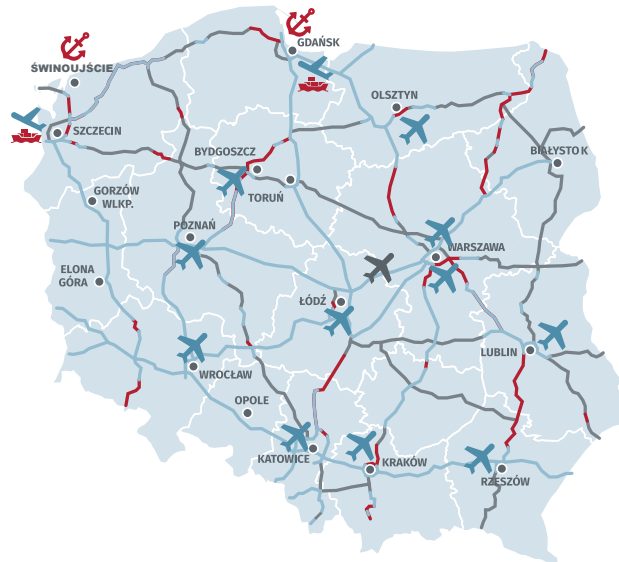 GDAŃSK
ŚWINOUJŚCIE
OLSZTYN
SZCZECIN
BYDGOSZCZ
BIAŁYSTOK
TORUŃ
GORZÓW
WLKP.
POZNAŃ
WARSZAWA
ELONA
GÓRA
ŁÓDŹ
LUBLIN
WROCŁAW
OPOLE
KATOWICE
KRAKÓW
RZESZÓW